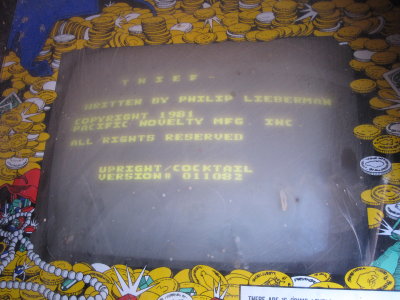 THIEF
WRITTEN BY PHILIP LIEBERMAN
COPYRIGHT 1981
PACIFIC NOVELTY MFG. INC
ALL RIGHTS RESERVED
UPRIGHT/COCKTAIL
VERSION# 011082